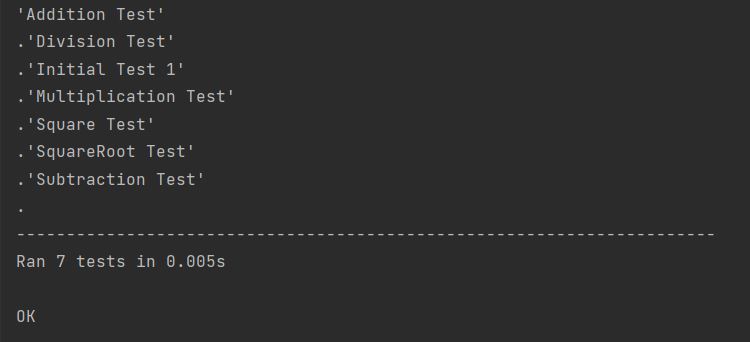 'Addition Test'
.'Division Test'
.'Initial Test 1'
.'Multiplication Test'
.'Square Test'
.'SquareRoot Test'
.'Subtraction Test'
.
----------------------------------------------------------------------
Ran 7 tests in 0.005s
OK